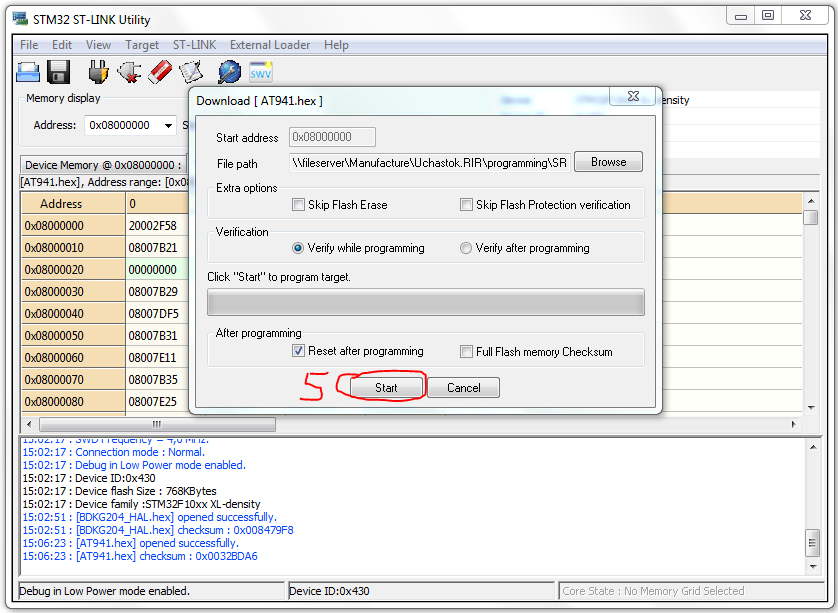 STM32 ST-LINK Utility
File Edit View Target ST-LINK External Loader Help
SWV
Memory display
Address: 0x08000000
Device Memory @ 0x08000000 :
[AT941.hex], Address range: [0x0
Address 0
0x08000000 20002F58
0x08000010 08007B21
0x08000020 00000000
0x08000030 08007B29
0x08000040 08007DF5
0x08000050 08007B31
0x08000060 08007E11
0x08000070 08007B35
0x08000080 08007E25
Download [ AT941.hex ]
Start address 0x08000000
File path \\fileserver\Manufacture\Uchastok.RIR\programming\SR Browse
Extra options
Skip Flash Erase Skip Flash Protection verification
Verification
Verify while programming Verify after programming
Click "Start" to program target.
After programming
Reset after programming Full Flash memory Checksum
5 Start Cancel
15:02:17 : SWD Frequency = 4,0 MHz.
15:02:17 : Connection mode : Normal.
15:02:17 : Debug in Low Power mode enabled.
15:02:17 : Device ID:0x430
15:02:17 : Device flash Size : 768KBytes
15:02:17 : Device family :STM32F10xx XL-density
15:02:51 : [BDKG204_HAL.hex] opened successfully.
15:02:51 : [BDKG204_HAL.hex] checksum : 0x008479F8
15:06:23 : [AT941.hex] opened successfully.
15:06:23 : [AT941.hex] checksum : 0x0032BDA6
Debug in Low Power mode enabled. Device ID:0x430 Core State : No Memory Grid Selected